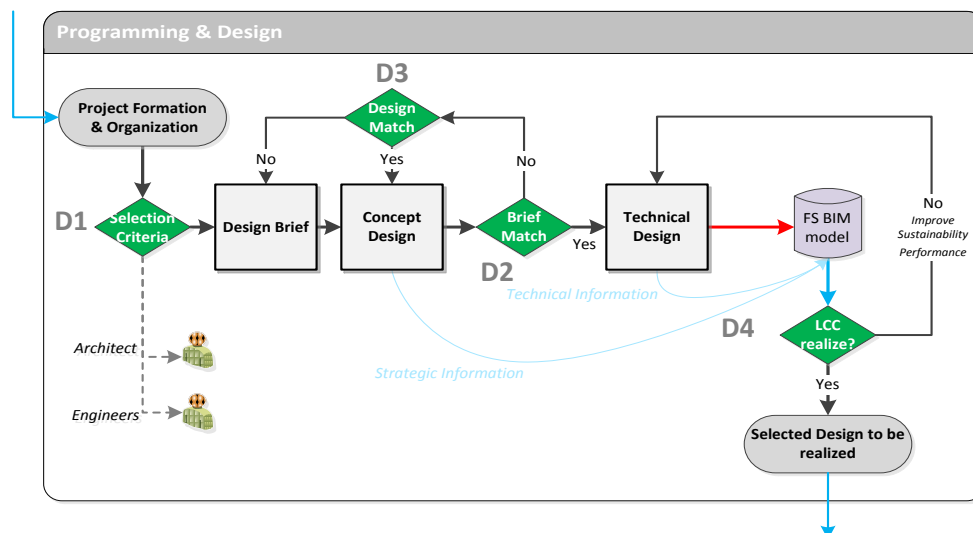 Programming & Design
D3
Project Formation
& Organization
Design
Match
No
Yes
No
D1
Selection
Criteria
Design Brief
Concept
Design
Brief
Match
D2
Yes
Technical
Design
FS BIM
model
No
Improve
Sustainability
Performance
Technical Information
D4
LCC
realize?
Architect
Strategic Information
Yes
Engineers
Selected Design to be
realized